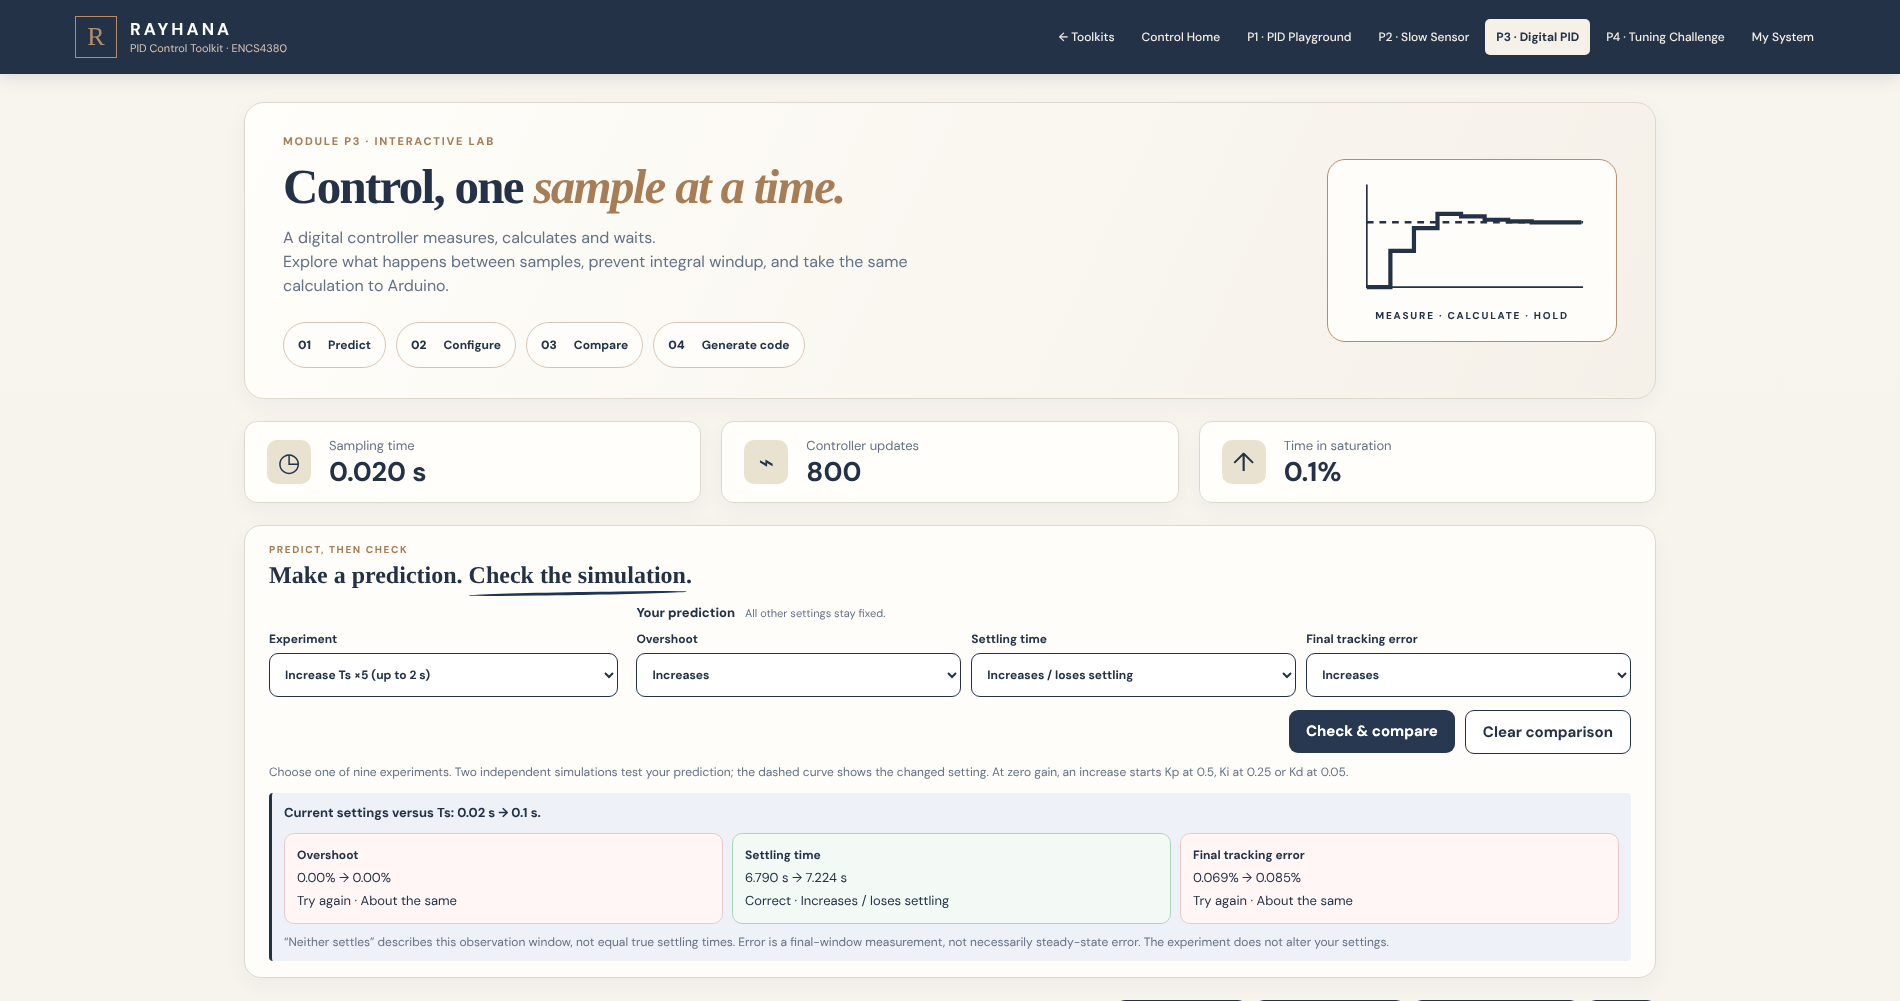 R
RAYHANA
PID Control Toolkit · ENCS4380
← Toolkits
Control Home
P1 · PID Playground
P2 · Slow Sensor
P3 · Digital PID
P4 · Tuning Challenge
My System
MODULE P3 · INTERACTIVE LAB
Control, one sample at a time.
A digital controller measures, calculates and waits.
Explore what happens between samples, prevent integral windup, and take the same
calculation to Arduino.
01 Predict
02 Configure
03 Compare
04 Generate code
MEASURE · CALCULATE · HOLD
Sampling time
0.020 s
Controller updates
800
Time in saturation
0.1%
PREDICT, THEN CHECK
Make a prediction. Check the simulation.
Your prediction All other settings stay fixed.
Experiment
Overshoot
Settling time
Final tracking error
Increase Ts ×5 (up to 2 s)
Increases
Increases / loses settling
Increases
Check & compare
Clear comparison
Choose one of nine experiments. Two independent simulations test your prediction; the dashed curve shows the changed setting. At zero gain, an increase starts Kp at 0.5, Ki at 0.25 or Kd at 0.05.
Current settings versus Ts: 0.02 s → 0.1 s.
Overshoot
0.00% → 0.00%
Try again · About the same
Settling time
6.790 s → 7.224 s
Correct · Increases / loses settling
Final tracking error
0.069% → 0.085%
Try again · About the same
“Neither settles” describes this observation window, not equal true settling times. Error is a final-window measurement, not necessarily steady-state error. The experiment does not alter your settings.